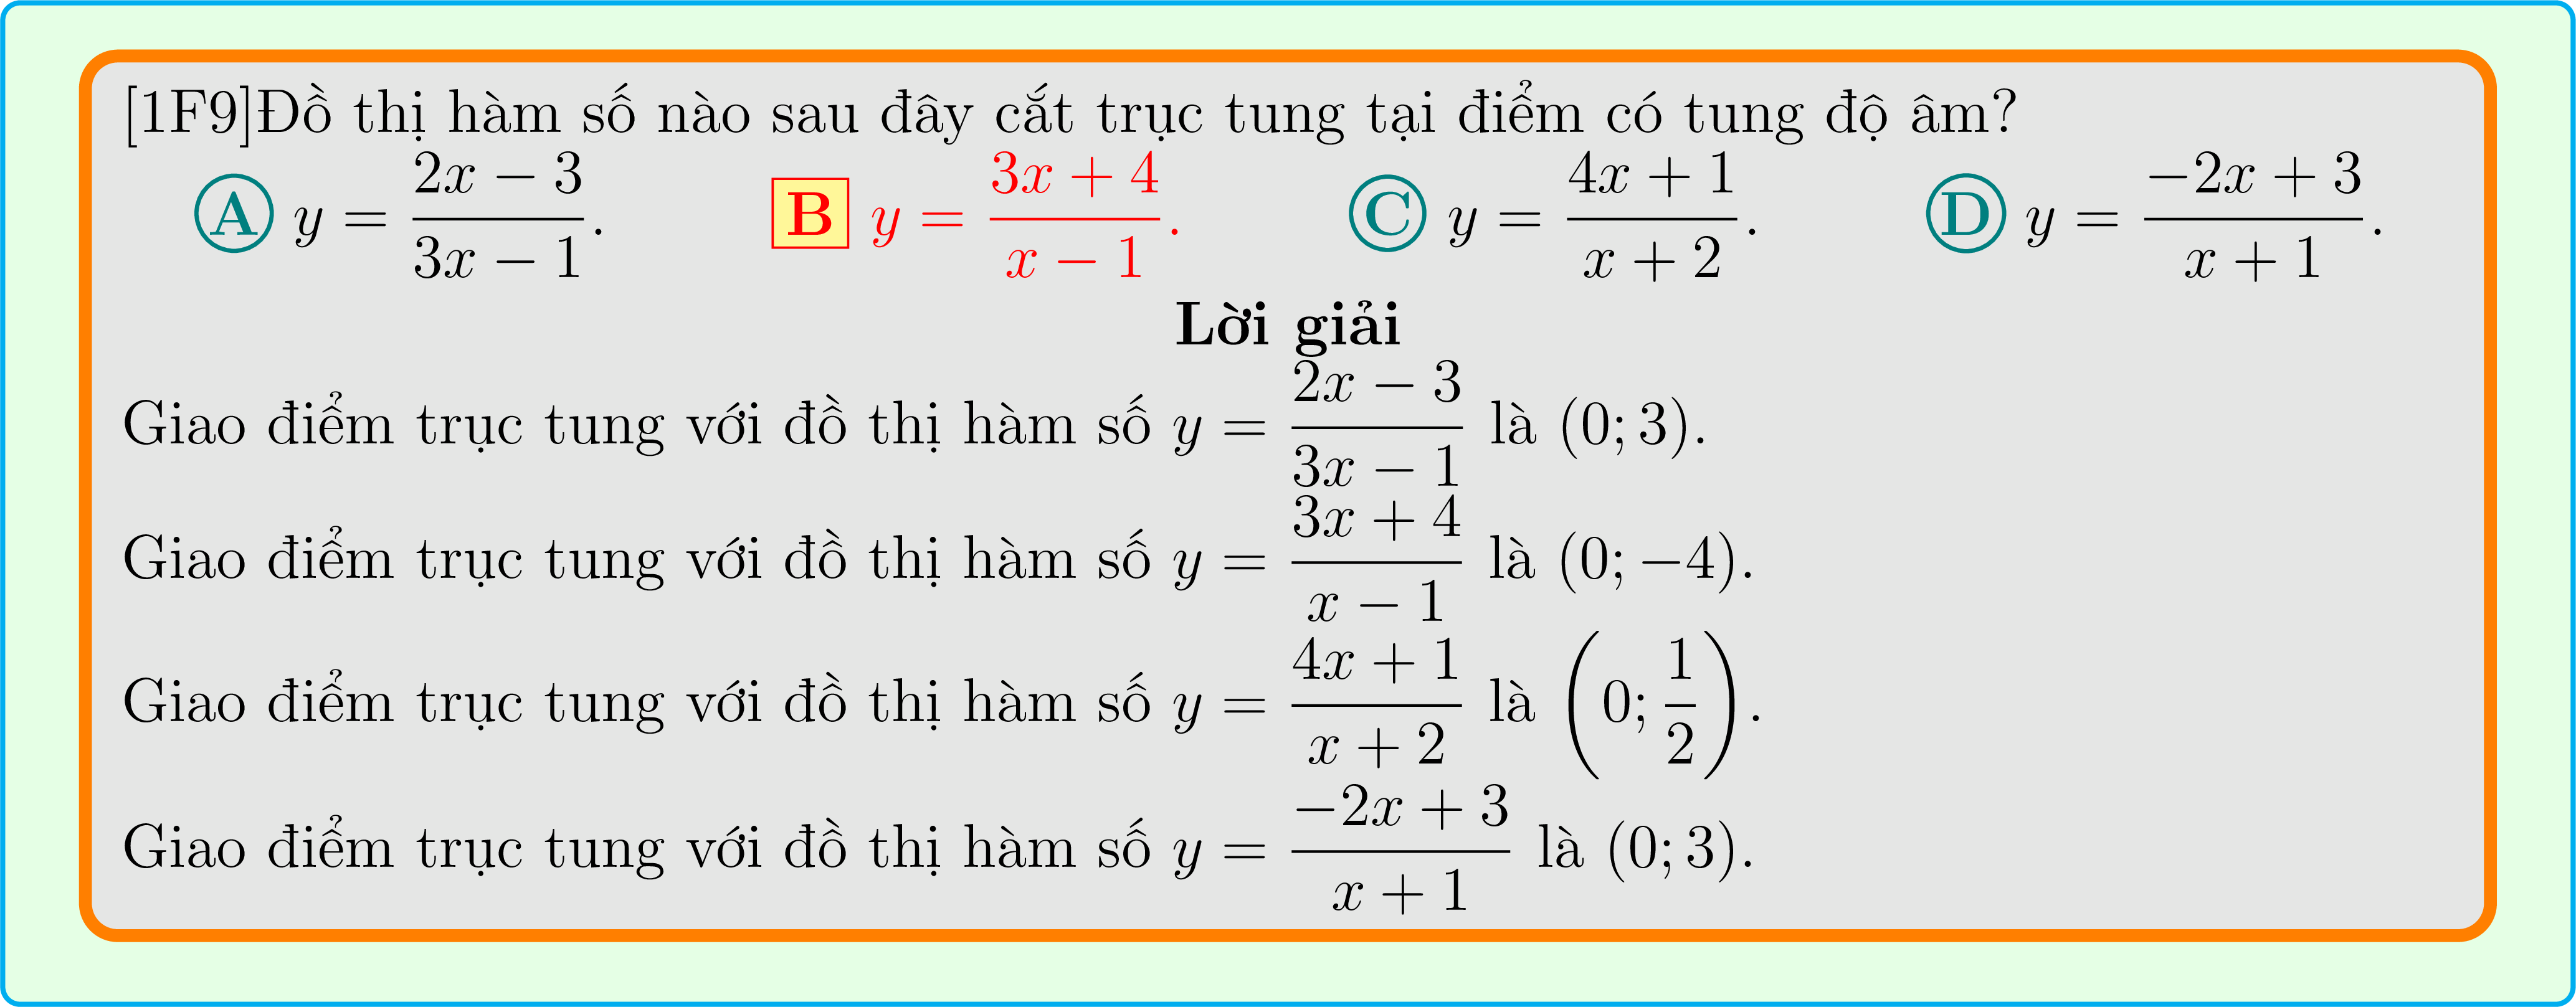 [1F9]Đồ thị hàm số nào sau đây cắt trục tung tại điểm có tung độ âm?
A y = \frac{2x − 3}{3x − 1}. B y = \frac{3x + 4}{x − 1}. C y = \frac{4x + 1}{x + 2}. D y = \frac{−2x + 3}{x + 1}.
Lời giải
Giao điểm trục tung với đồ thị hàm số y = \frac{2x − 3}{3x − 1} là (0; 3).
Giao điểm trục tung với đồ thị hàm số y = \frac{3x + 4}{x − 1} là (0; −4).
Giao điểm trục tung với đồ thị hàm số y = \frac{4x + 1}{x + 2} là (0; \frac{1}{2}).
Giao điểm trục tung với đồ thị hàm số y = \frac{−2x + 3}{x + 1} là (0; 3).